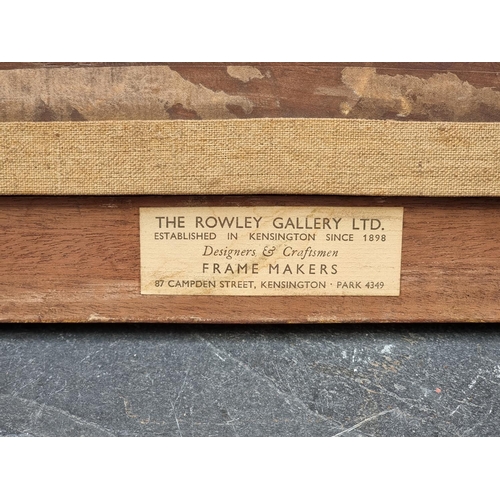 THE ROWLEY GALLERY LTD.
ESTABLISHED IN KENSINGTON SINCE 1898
Designers & Craftsmen
FRAME MAKERS
87 CAMPDEN STREET, KENSINGTON · PARK 4349